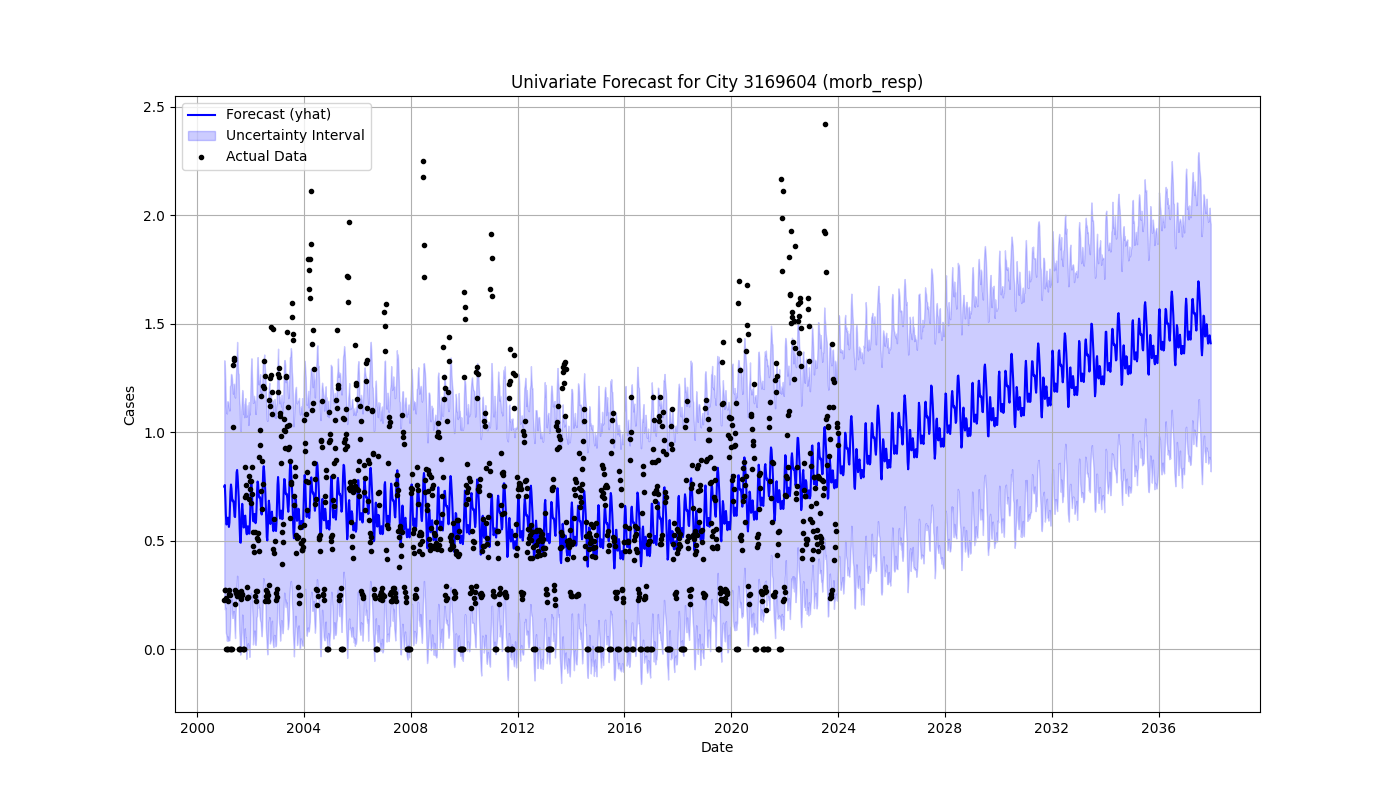 Univariate Forecast for City 3169604 (morb_resp)
Forecast (yhat)
Uncertainty Interval
Actual Data
2.5
2.0
1.5
1.0
0.5
0.0
Cases
2000 2004 2008 2012 2016 2020 2024 2028 2032 2036
Date